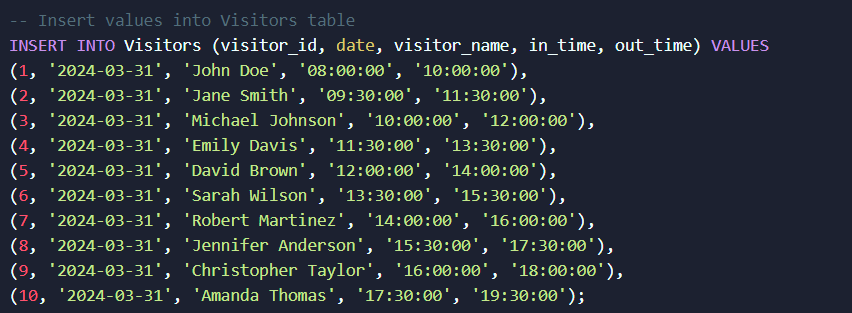 -- Insert values into Visitors table
INSERT INTO Visitors (visitor_id, date, visitor_name, in_time, out_time) VALUES
(1, '2024-03-31', 'John Doe', '08:00:00', '10:00:00'),
(2, '2024-03-31', 'Jane Smith', '09:30:00', '11:30:00'),
(3, '2024-03-31', 'Michael Johnson', '10:00:00', '12:00:00'),
(4, '2024-03-31', 'Emily Davis', '11:30:00', '13:30:00'),
(5, '2024-03-31', 'David Brown', '12:00:00', '14:00:00'),
(6, '2024-03-31', 'Sarah Wilson', '13:30:00', '15:30:00'),
(7, '2024-03-31', 'Robert Martinez', '14:00:00', '16:00:00'),
(8, '2024-03-31', 'Jennifer Anderson', '15:30:00', '17:30:00'),
(9, '2024-03-31', 'Christopher Taylor', '16:00:00', '18:00:00'),
(10, '2024-03-31', 'Amanda Thomas', '17:30:00', '19:30:00');